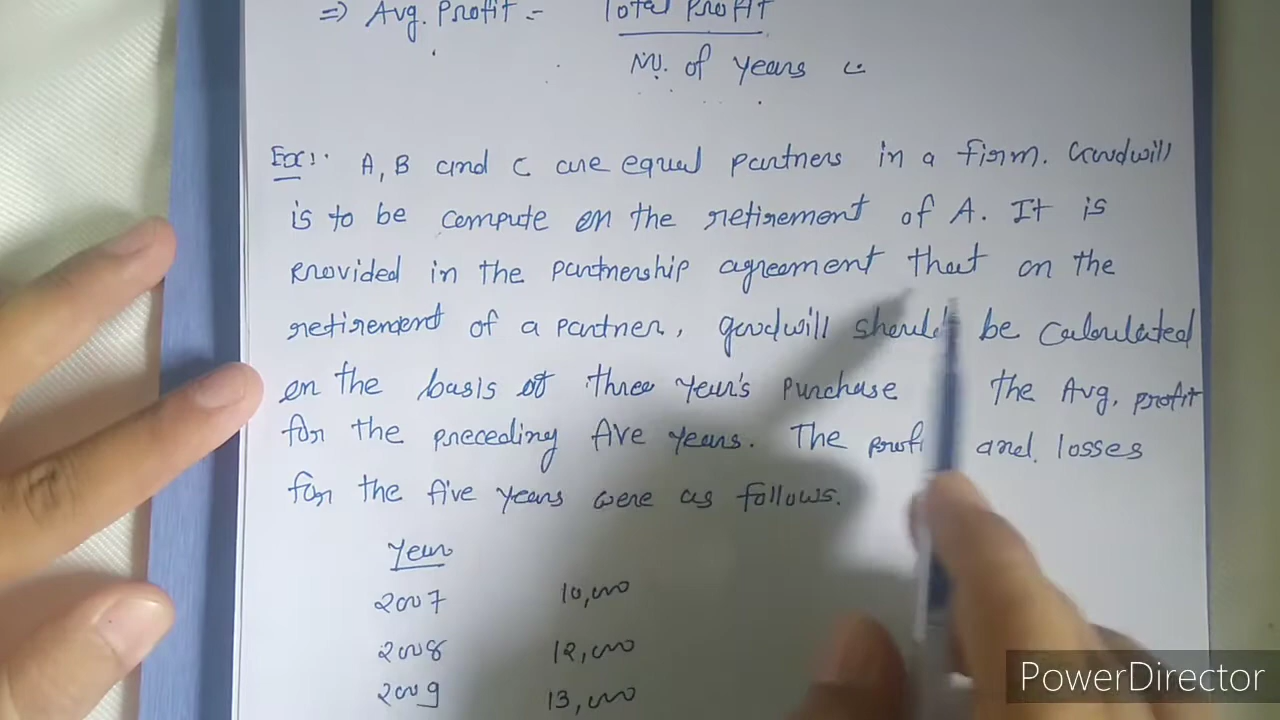 ⇒ Avg. Profit = Total Profit
No. of years
Ex: A, B and C are equal partners in a firm. Goodwill
is to be compute on the retirement of A. It is
Provided in the partnership agreement that on the
retirement of a partner, goodwill should be calculated
on the basis of three Year's Purchase the Avg. profit
for the preceding five years. The and losses
for the five years were as follows.
Year
2007 10,000
2008 12,000
2009 13,000
PowerDirector